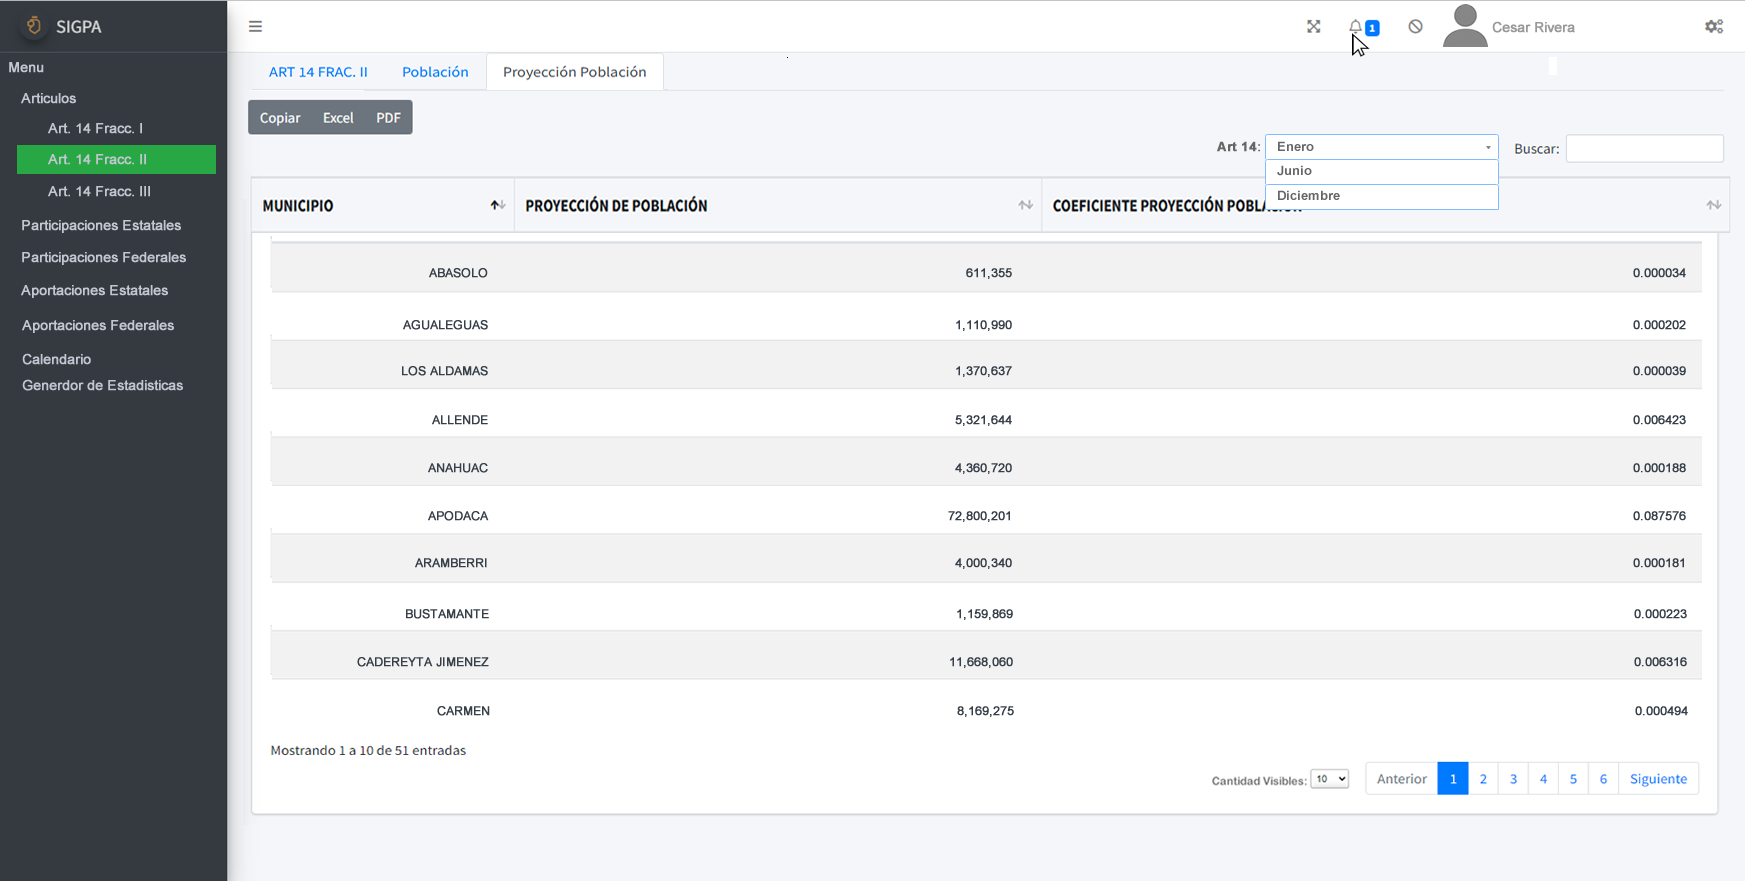 SIGPA
1
Cesar Rivera
Menu
Articulos
Art. 14 Fracc. I
Art. 14 Fracc. II
Art. 14 Fracc. III
Participaciones Estatales
Participaciones Federales
Aportaciones Estatales
Aportaciones Federales
Calendario
Generdor de Estadisticas
ART 14 FRAC. II Población Proyección Población
Copiar Excel PDF
Art 14: Enero Buscar:
Junio
Diciembre
MUNICIPIO PROYECCIÓN DE POBLACIÓN COEFICIENTE PROYECCIÓN POBLACIÓN
ABASOLO 611,355 0.000034
AGUALEGUAS 1,110,990 0.000202
LOS ALDAMAS 1,370,637 0.000039
ALLENDE 5,321,644 0.006423
ANAHUAC 4,360,720 0.000188
APODACA 72,800,201 0.087576
ARAMBERRI 4,000,340 0.000181
BUSTAMANTE 1,159,869 0.000223
CADEREYTA JIMENEZ 11,668,060 0.006316
CARMEN 8,169,275 0.000494
Mostrando 1 a 10 de 51 entradas
Cantidad Visibles: 10 Anterior 1 2 3 4 5 6 Siguiente